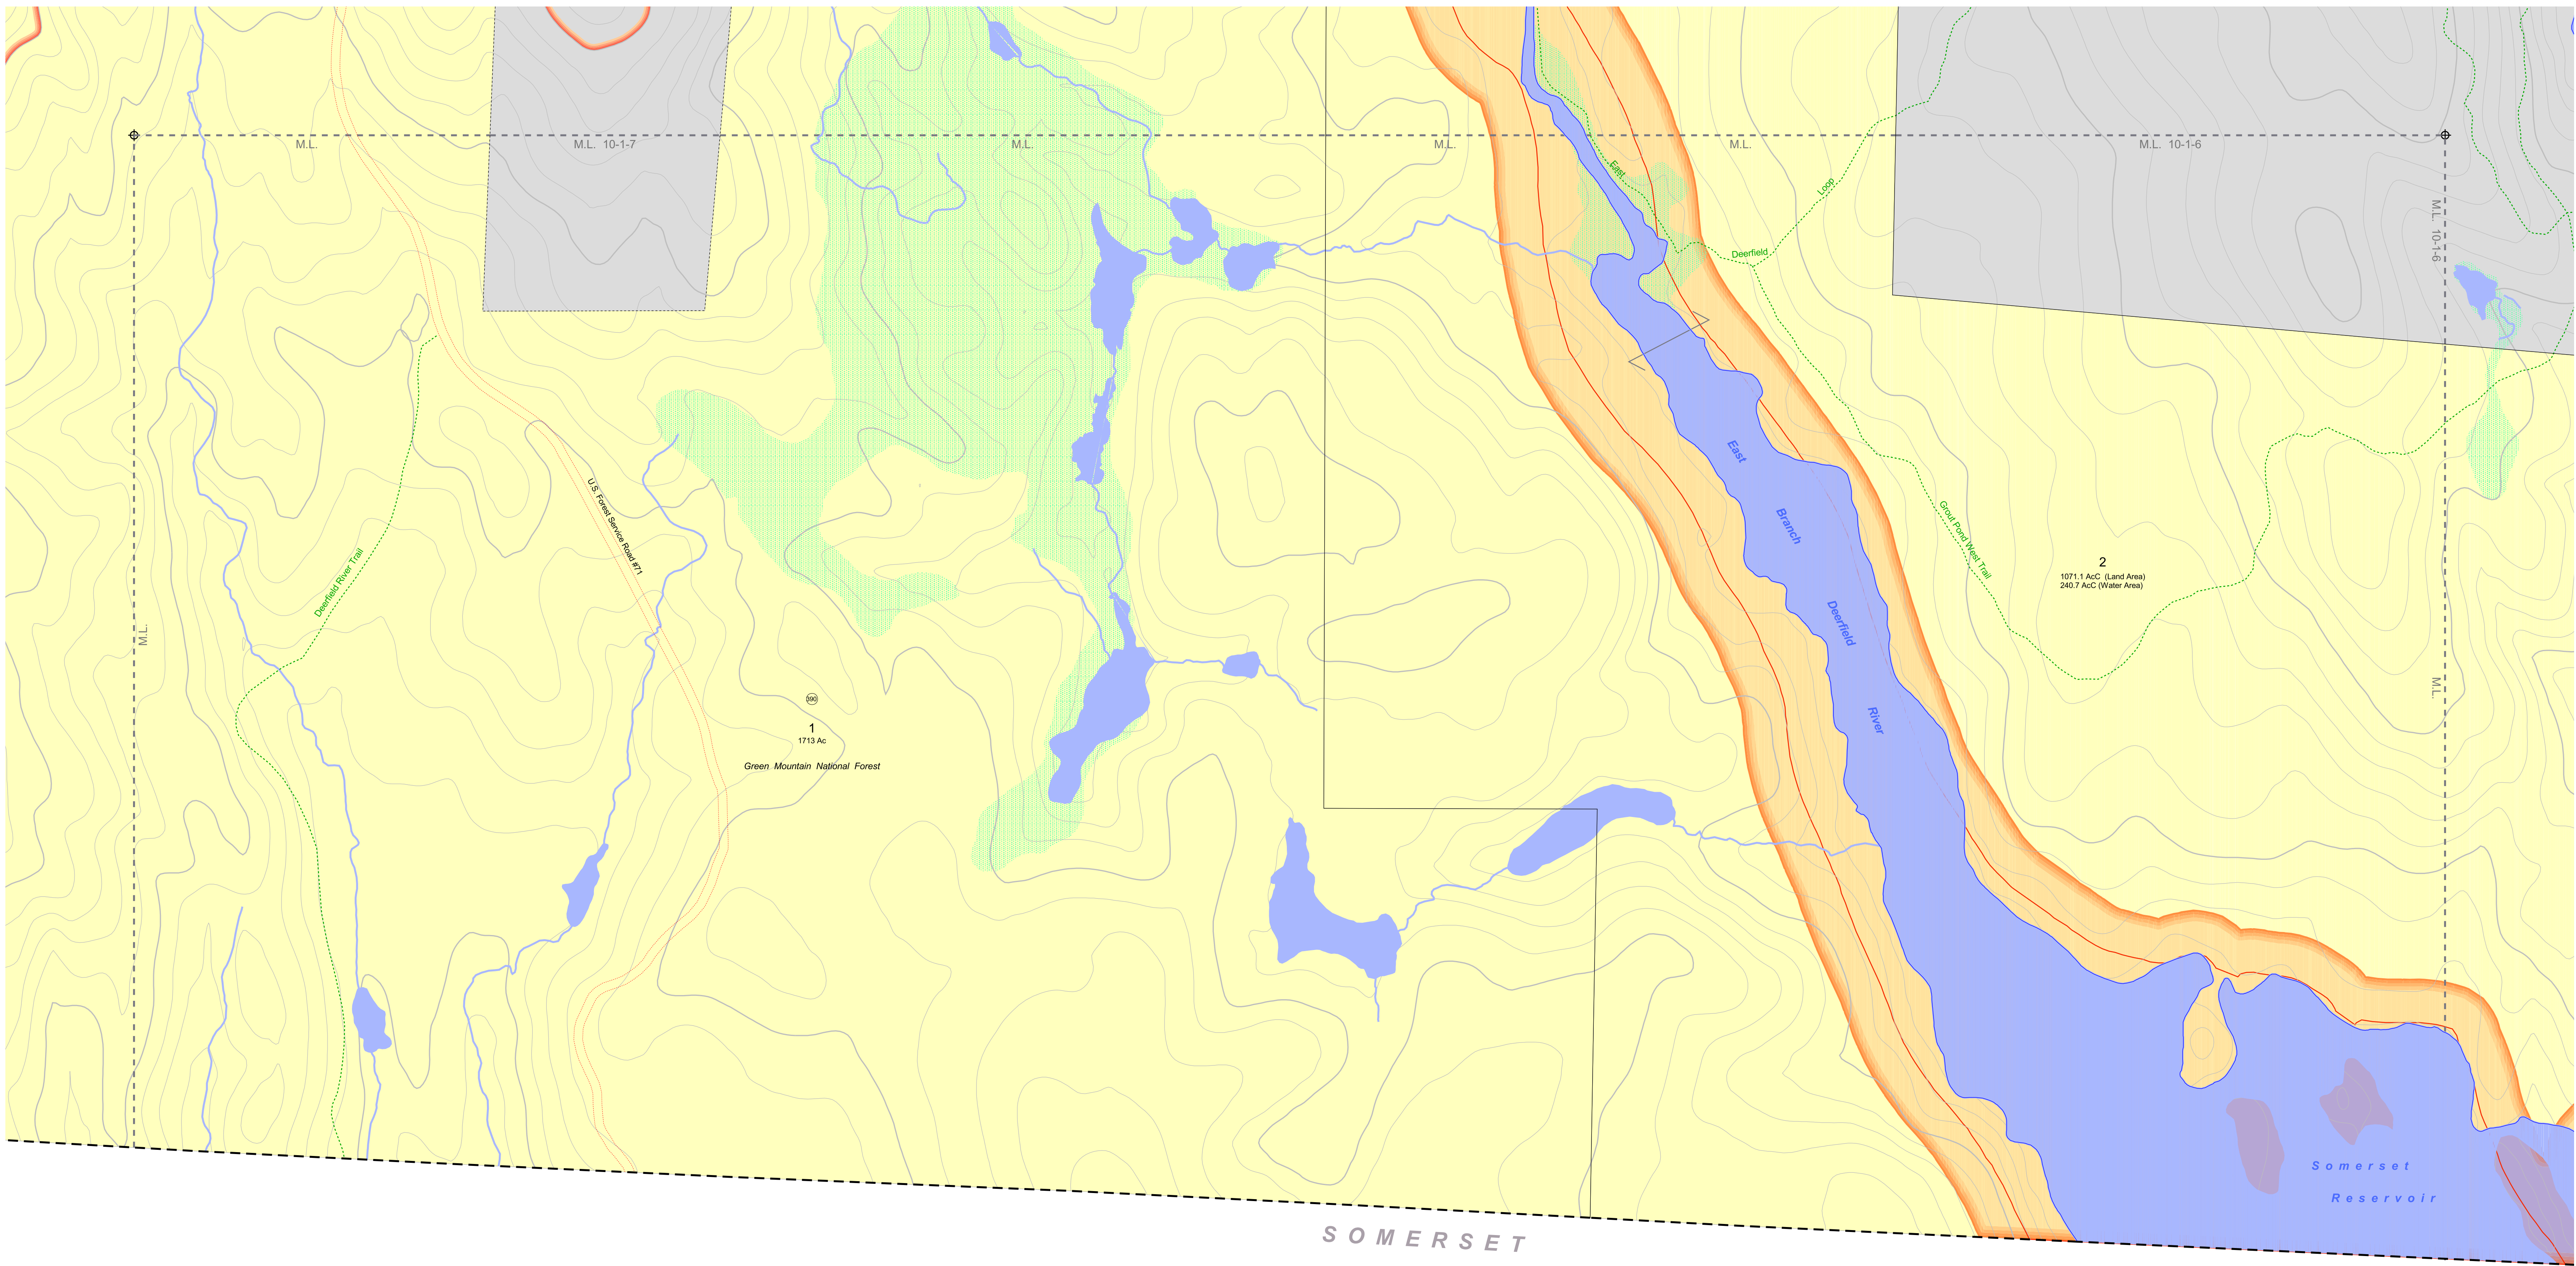 M.L.
M.L. 10-1-7
M.L.
M.L.
M.L.
M.L. 10-1-6
East
Loop
Deerfield
M.L. 10-1-6
U.S. Forest Service Road #71
Deerfield River Trail
M.L.
East
Branch
Deerfield
River
Grout Pond West Trail
2
1071.1 AcC (Land Area)
240.7 AcC (Water Area)
M.L.
390
1
1713 Ac
Green Mountain National Forest
Somerset
Reservoir
SOMERSET